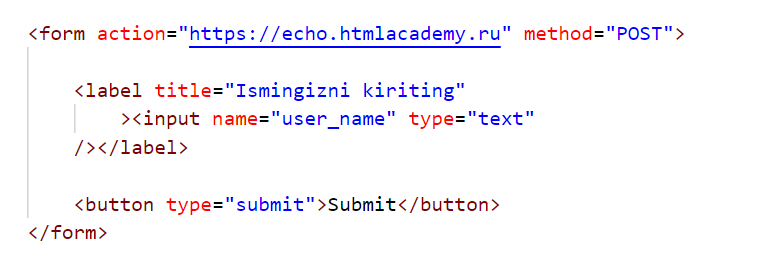 <form action="https://echo.htmlacademy.ru" method="POST">
<label title="Ismingizni kiriting"
><input name="user_name" type="text"
/></label>
<button type="submit">Submit</button>
</form>